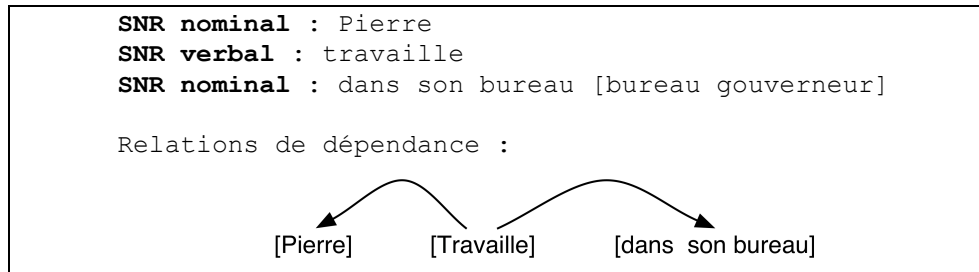 SNR nominal : Pierre
SNR verbal : travaille
SNR nominal : dans son bureau [bureau gouverneur]
Relations de dépendance :
[Pierre] [Travaille] [dans son bureau]